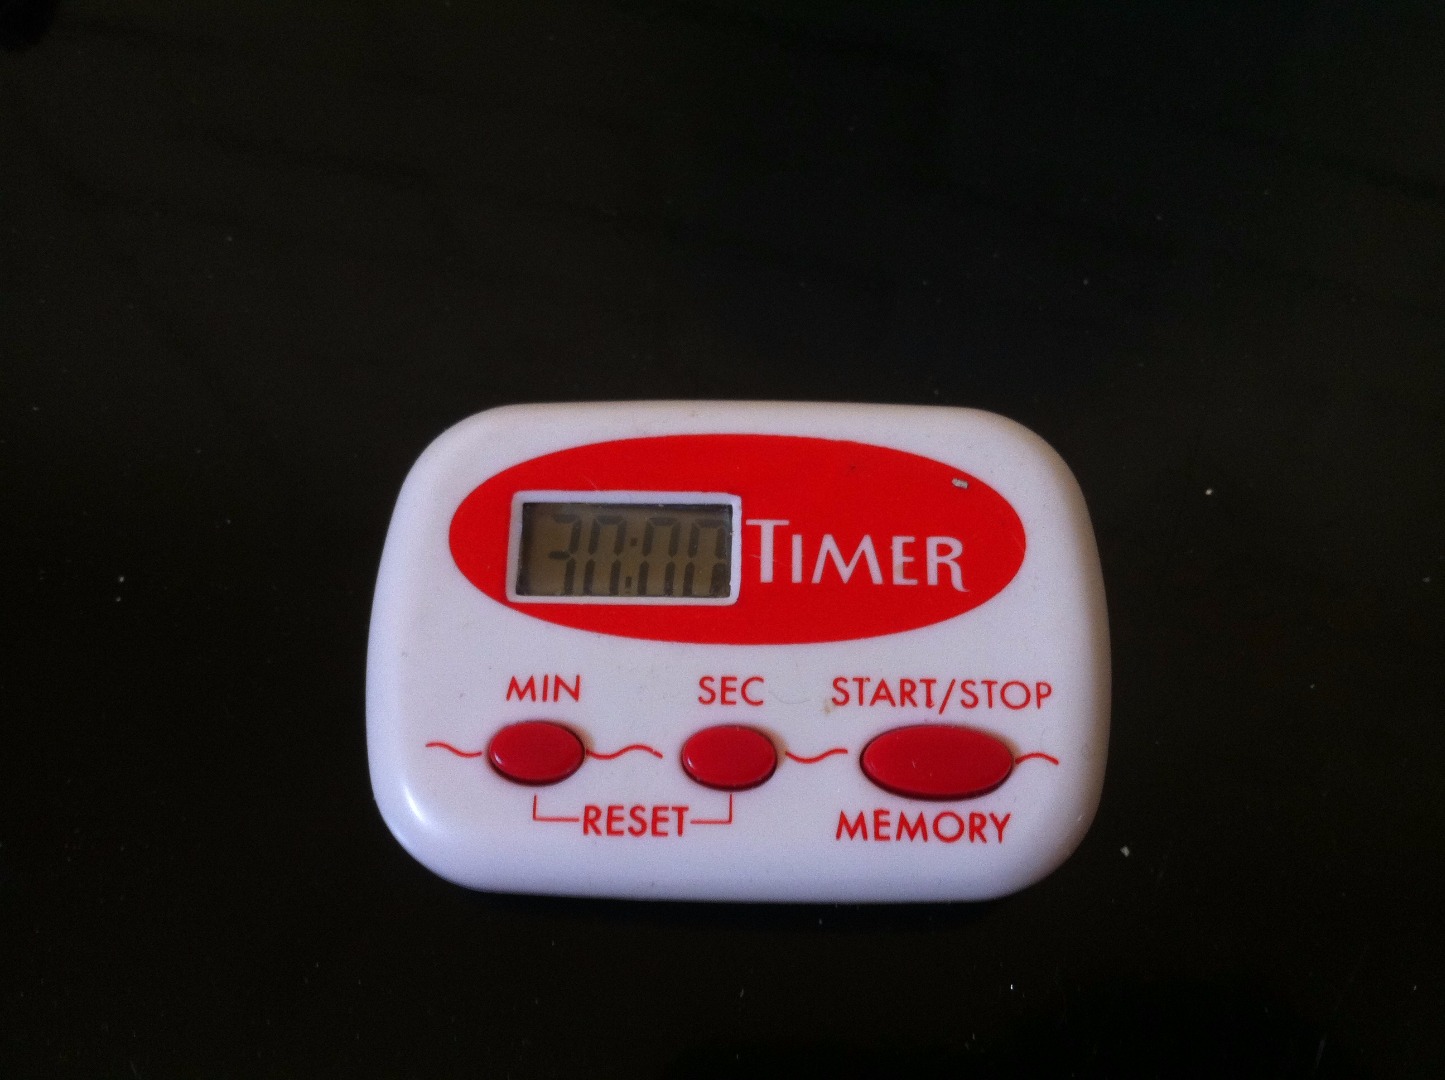 30:00
TIMER
MIN SEC START/STOP
RESET MEMORY